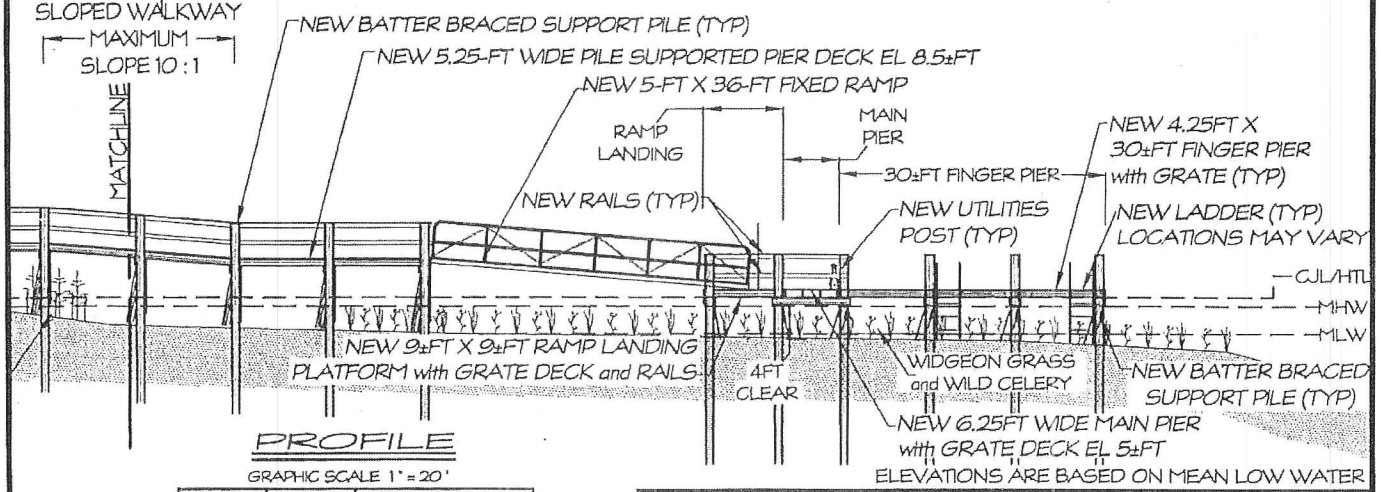 SLOPED WALKWAY
MAXIMUM
SLOPE 10 : 1
MATCHLINE
NEW BATTER BRACED SUPPORT PILE (TYP)
NEW 5.25-FT WIDE PILE SUPPORTED PIER DECK EL 8.5±FT
NEW 5-FT X 36-FT FIXED RAMP
RAMP
LANDING
MAIN
PIER
30±FT FINGER PIER
NEW 4.25FT X
30±FT FINGER PIER
with GRATE (TYP)
NEW RAILS (TYP)
NEW UTILITIES
POST (TYP)
NEW LADDER (TYP)
LOCATIONS MAY VARY
CJL/HTL
MHW
MLW
NEW 9±FT X 9±FT RAMP LANDING
PLATFORM with GRATE DECK and RAILS
4FT
CLEAR
WIDGEON GRASS
and WILD CELERY
NEW BATTER BRACED
SUPPORT PILE (TYP)
NEW 6.25FT WIDE MAIN PIER
with GRATE DECK EL 5±FT
PROFILE
GRAPHIC SCALE 1" = 20'
ELEVATIONS ARE BASED ON MEAN LOW WATER